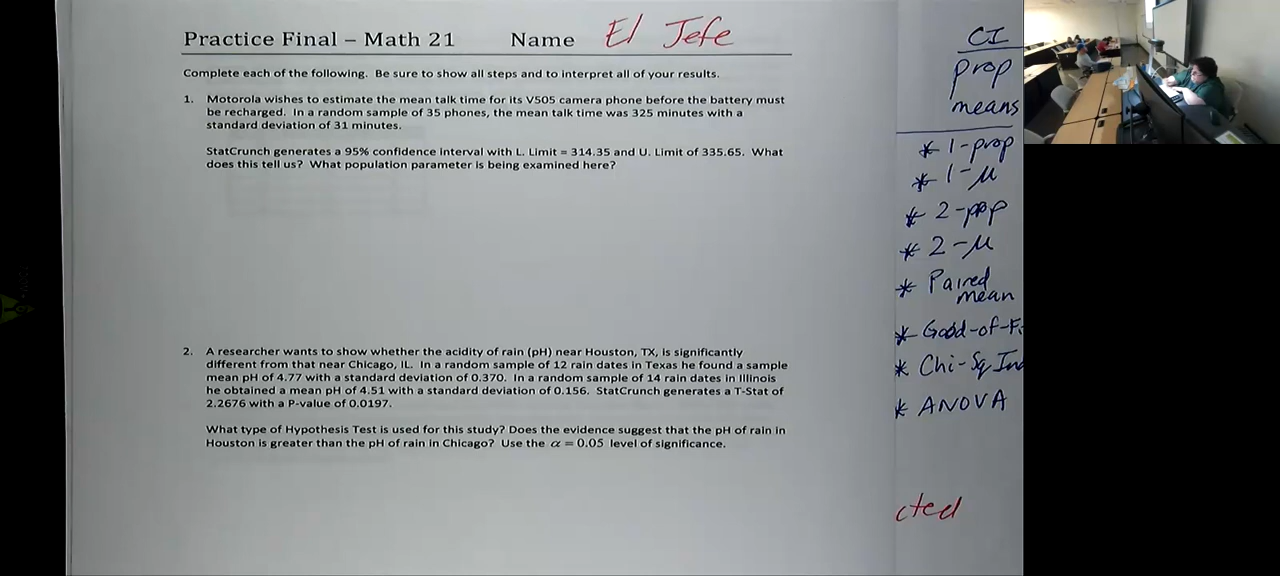 Practice Final – Math 21 Name El Jefe
Complete each of the following. Be sure to show all steps and to interpret all of your results.
1. Motorola wishes to estimate the mean talk time for its V505 camera phone before the battery must
be recharged. In a random sample of 35 phones, the mean talk time was 325 minutes with a
standard deviation of 31 minutes.
StatCrunch generates a 95% confidence interval with L. Limit = 314.35 and U. Limit of 335.65. What
does this tell us? What population parameter is being examined here?
2. A researcher wants to show whether the acidity of rain (pH) near Houston, TX, is significantly
different from that near Chicago, IL. In a random sample of 12 rain dates in Texas he found a sample
mean pH of 4.77 with a standard deviation of 0.370. In a random sample of 14 rain dates in Illinois
he obtained a mean pH of 4.51 with a standard deviation of 0.156. StatCrunch generates a T-Stat of
2.2676 with a P-value of 0.0197.
What type of Hypothesis Test is used for this study? Does the evidence suggest that the pH of rain in
Houston is greater than the pH of rain in Chicago? Use the α = 0.05 level of significance.
CI
prop
means
* 1-prop
* 1-μ
* 2-prop
* 2-μ
* Paired
mean
* Good-of-F
* Chi-Sq Ind
* ANOVA
cted